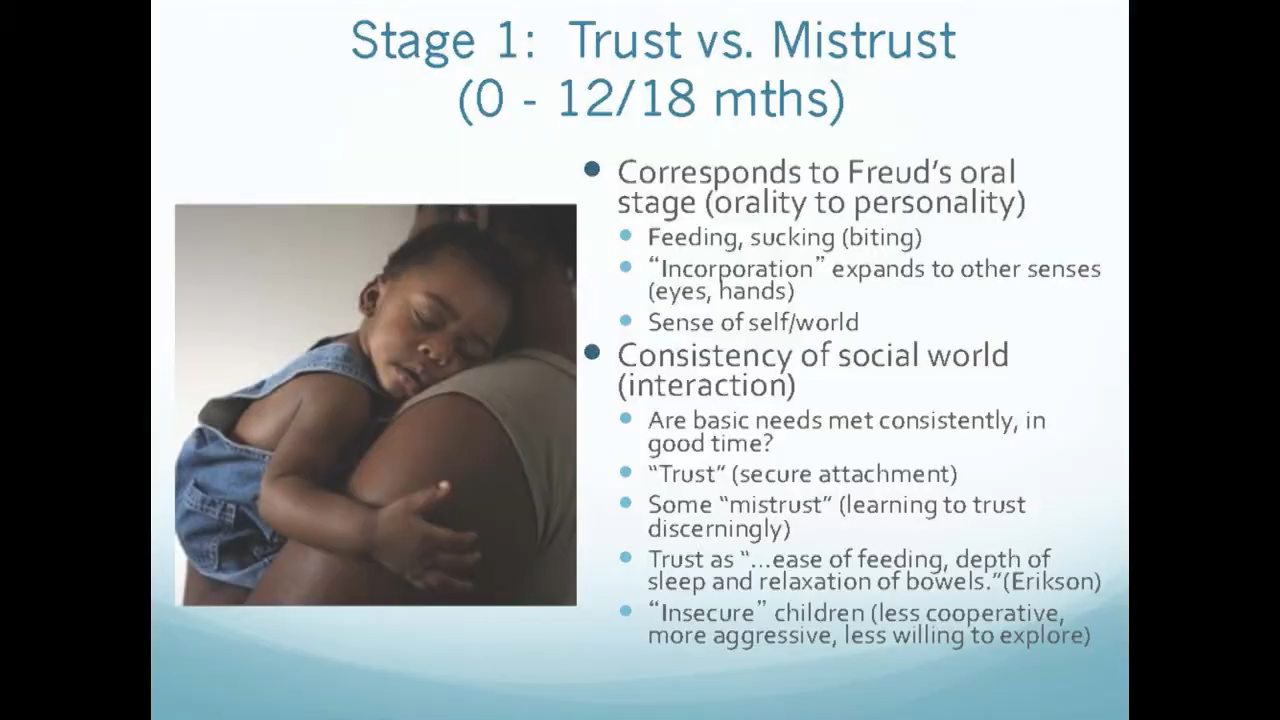 Stage 1: Trust vs. Mistrust
(0 - 12/18 mths)
Corresponds to Freud's oral
stage (orality to personality)
Feeding, sucking (biting)
“Incorporation” expands to other senses
(eyes, hands)
Sense of self/world
Consistency of social world
(interaction)
Are basic needs met consistently, in
good time?
“Trust” (secure attachment)
Some “mistrust” (learning to trust
discerningly)
Trust as “...ease of feeding, depth of
sleep and relaxation of bowels.”(Erikson)
“Insecure” children (less cooperative,
more aggressive, less willing to explore)